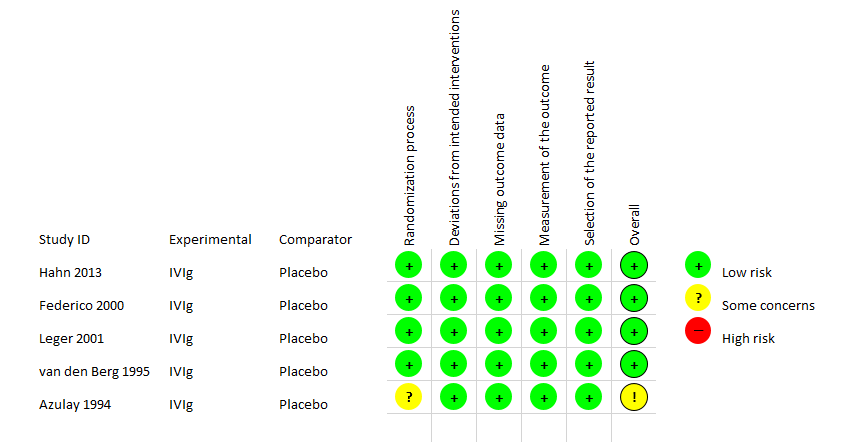 Randomization process
Deviations from intended interventions
Missing outcome data
Measurement of the outcome
Selection of the reported result
Overall
Study ID Experimental Comparator
Hahn 2013 IVIg Placebo + + + + + +
Federico 2000 IVIg Placebo + + + + + +
Leger 2001 IVIg Placebo + + + + + +
van den Berg 1995 IVIg Placebo + + + + + +
Azulay 1994 IVIg Placebo ? + + + + !
+ Low risk
? Some concerns
− High risk